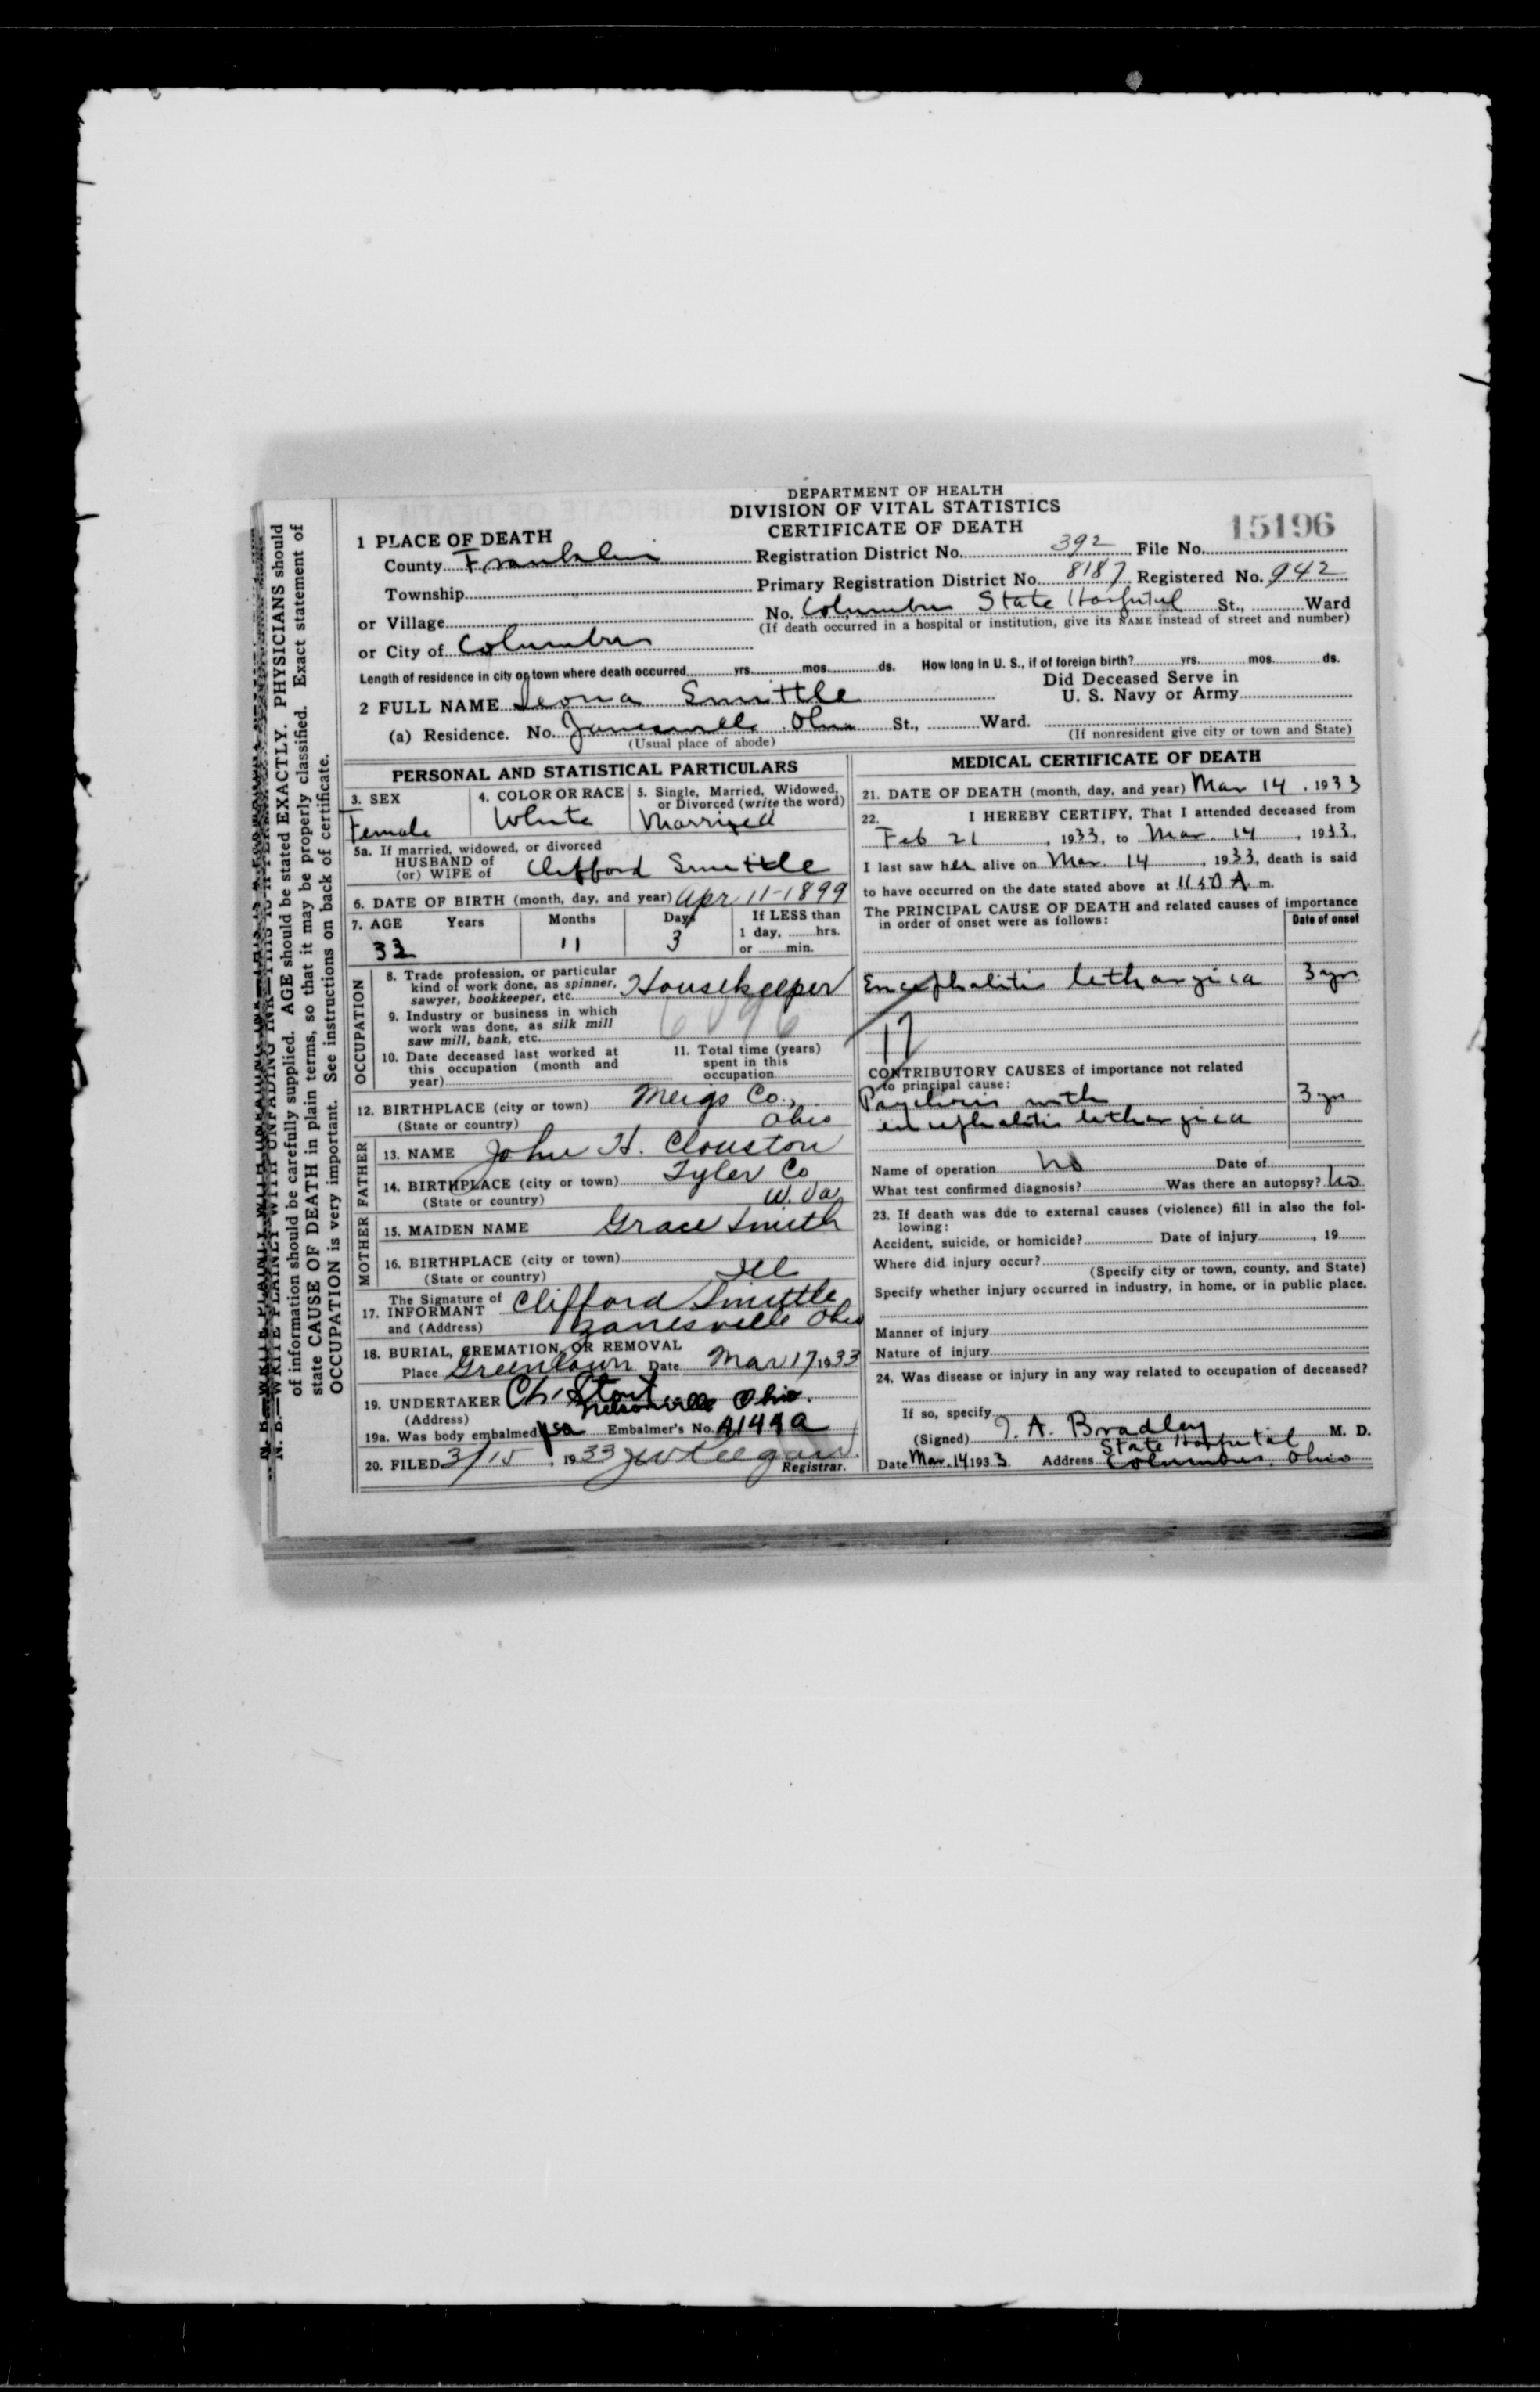 DEPARTMENT OF HEALTH
DIVISION OF VITAL STATISTICS
CERTIFICATE OF DEATH
15196
1 PLACE OF DEATH
County Franklin Registration District No. 392 File No.
Township Primary Registration District No. 8187 Registered No. 942
or Village No. Columbus State Hospital St., Ward
(If death occurred in a hospital or institution, give its NAME instead of street and number)
or City of Columbus
Length of residence in city or town where death occurred yrs. mos. ds. How long in U. S., if of foreign birth? yrs. mos. ds.
2 FULL NAME Leona Smittle Did Deceased Serve in U. S. Navy or Army
(a) Residence. No. Ohio St., Ward.
(Usual place of abode) (If nonresident give city or town and State)
PERSONAL AND STATISTICAL PARTICULARS
3. SEX 4. COLOR OR RACE 5. Single, Married, Widowed, or Divorced (write the word)
Female White Married
5a. If married, widowed, or divorced
HUSBAND of
(or) WIFE of Clifford Smittle
6. DATE OF BIRTH (month, day, and year) Apr 11-1899
7. AGE Years Months Days If LESS than
1 day, hrs.
or min.
33 11 3
OCCUPATION
8. Trade profession, or particular
kind of work done, as spinner,
sawyer, bookkeeper, etc. Housekeeper
9. Industry or business in which
work was done, as silk mill
saw mill, bank, etc.
6096
10. Date deceased last worked at
this occupation (month and
year)
11. Total time (years)
spent in this
occupation
12. BIRTHPLACE (city or town) Meigs Co.,
(State or country) Ohio
FATHER
13. NAME John H. Clouston
14. BIRTHPLACE (city or town) Tyler Co
(State or country) W. Va
MOTHER
15. MAIDEN NAME Grace Smith
16. BIRTHPLACE (city or town)
(State or country) Ill
The Signature of
17. INFORMANT Clifford Smittle
and (Address) Zanesville Ohio
18. BURIAL, CREMATION, OR REMOVAL
Place Greenlawn Date Mar 17 1933
19. UNDERTAKER Stout
(Address) Nelsonville Ohio.
19a. Was body embalmed yes Embalmer's No. 4144a
20. FILED 3/15, 1933 Registrar.
MEDICAL CERTIFICATE OF DEATH
21. DATE OF DEATH (month, day, and year) Mar 14, 1933
22. I HEREBY CERTIFY, That I attended deceased from
Feb 21, 1933, to Mar. 14, 1933,
I last saw her alive on Mar. 14, 1933, death is said
to have occurred on the date stated above at 11 50 A. m.
The PRINCIPAL CAUSE OF DEATH and related causes of importance
in order of onset were as follows: Date of onset
Encephalitis lethargica 3 yrs
17
CONTRIBUTORY CAUSES of importance not related
to principal cause:
Psychosis with 3 yr
encephalitis lethargica
Name of operation No Date of
What test confirmed diagnosis? Was there an autopsy? No
23. If death was due to external causes (violence) fill in also the fol-
lowing:
Accident, suicide, or homicide? Date of injury , 19
Where did injury occur?
(Specify city or town, county, and State)
Specify whether injury occurred in industry, in home, or in public place.
Manner of injury
Nature of injury
24. Was disease or injury in any way related to occupation of deceased?
If so, specify
(Signed) A. Bradley M. D.
State Hospital
Date Mar. 14 1933 Address Columbus, Ohio
N. B.—WRITE PLAINLY WITH UNFADING INK—THIS IS A PERMANENT
of information should be carefully supplied. AGE should be stated EXACTLY. PHYSICIANS should
state CAUSE OF DEATH in plain terms, so that it may be properly classified. Exact statement of
OCCUPATION is very important. See instructions on back of certificate.